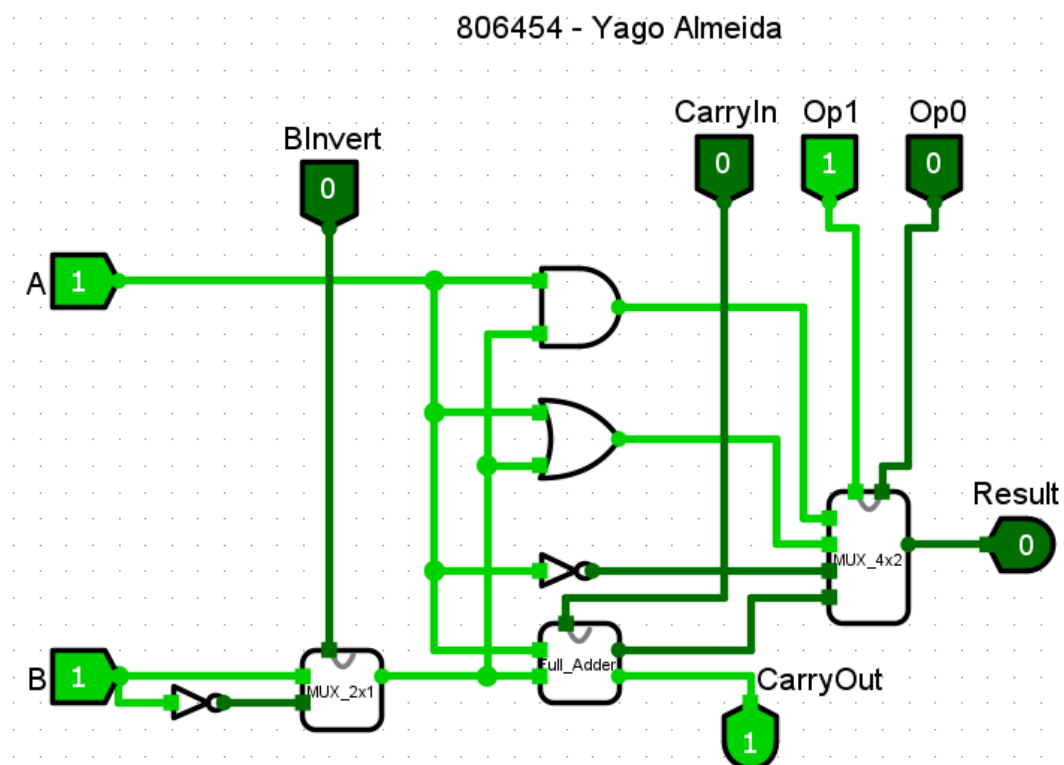 806454 - Yago Almeida
CarryIn Op1 Op0
BInvert
0 1 0
0
A 1
Result
MUX_4x2 0
Full_Adder
B 1 MUX_2x1 CarryOut
1